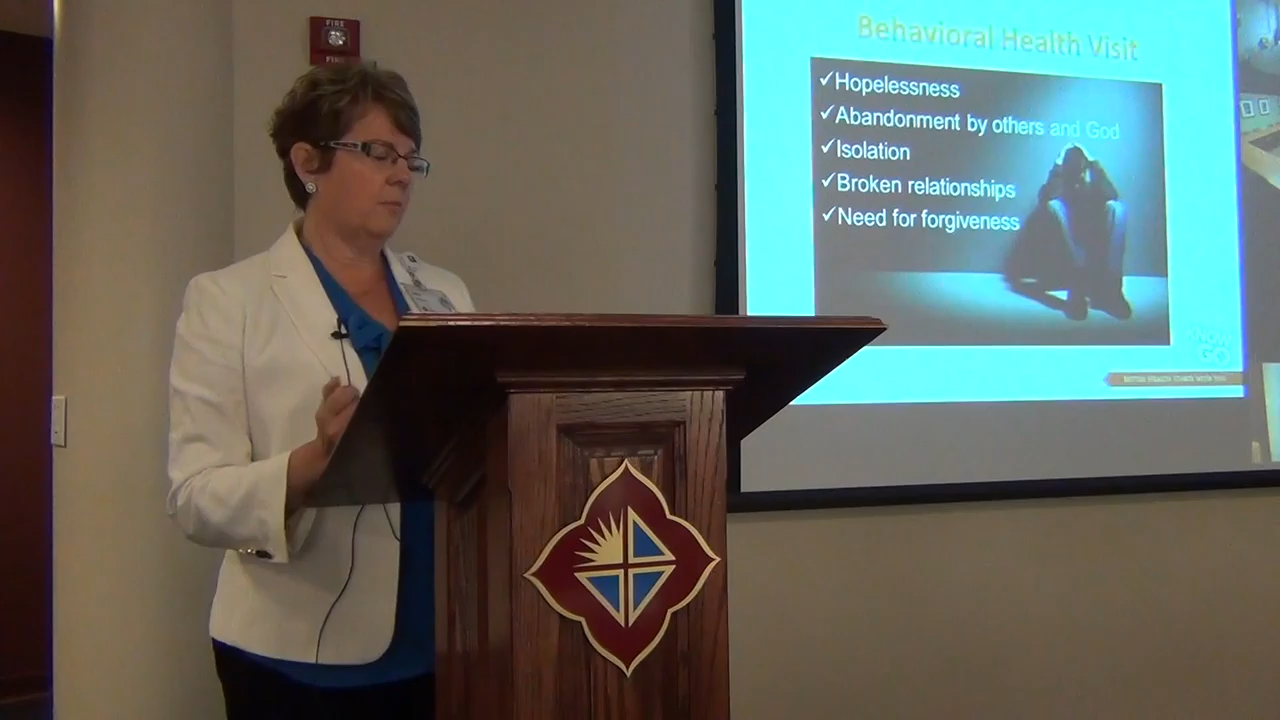 FIRE
Behavioral Health Visit
✓Hopelessness
✓Abandonment by others and God
✓Isolation
✓Broken relationships
✓Need for forgiveness